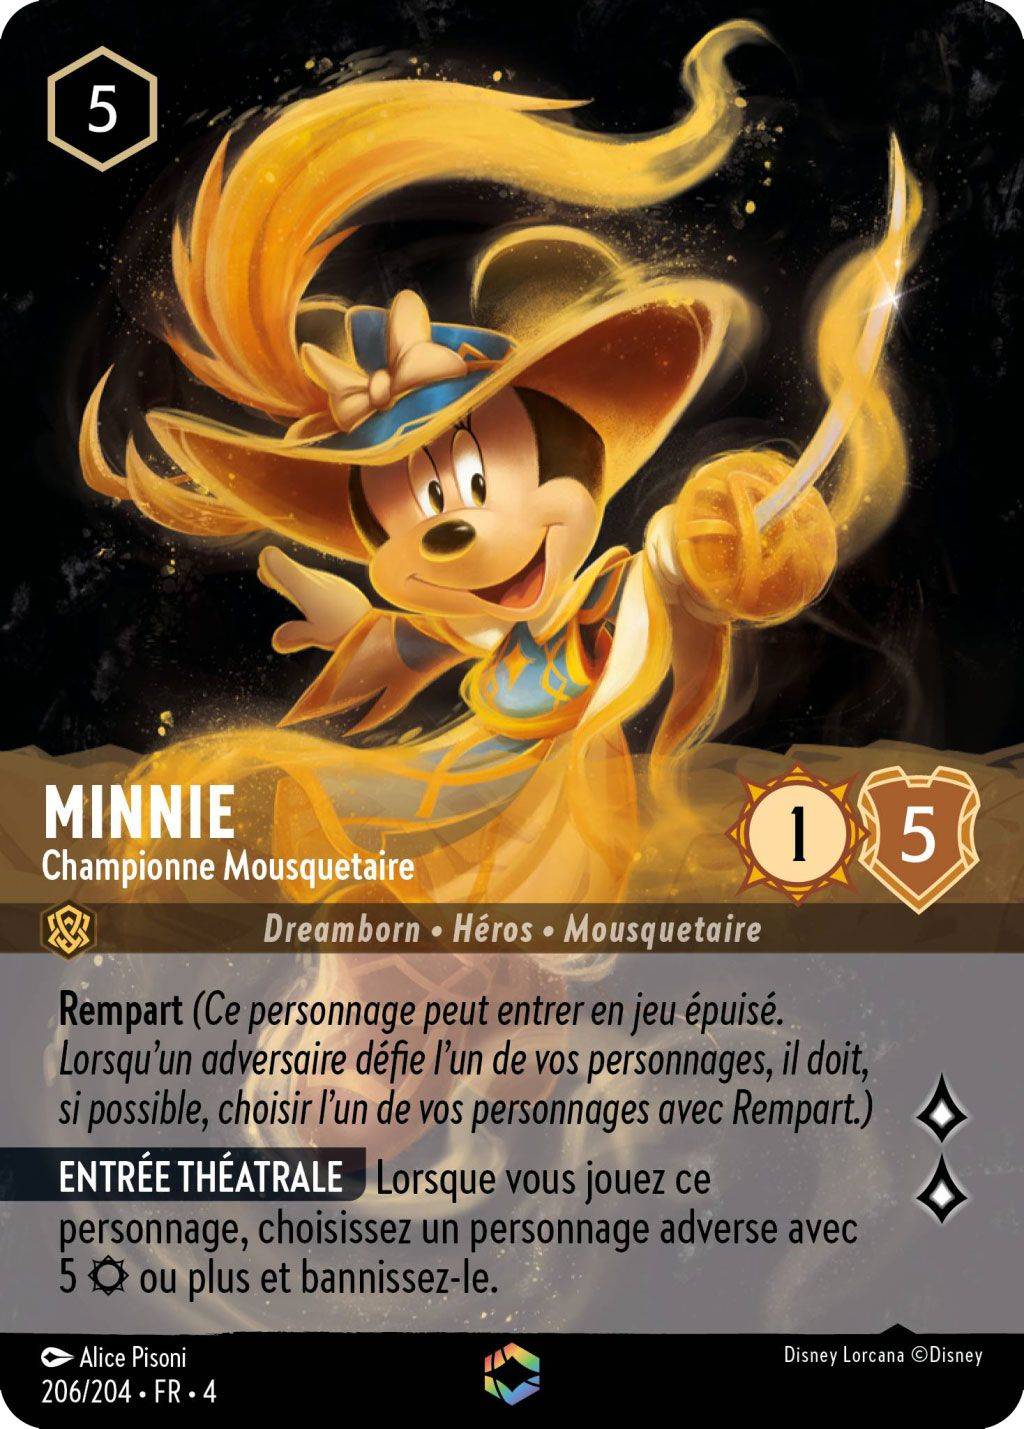 5
MINNIE
Championne Mousquetaire
1
5
Dreamborn • Héros • Mousquetaire
Rempart (Ce personnage peut entrer en jeu épuisé.
Lorsqu'un adversaire défie l'un de vos personnages, il doit,
si possible, choisir l'un de vos personnages avec Rempart.)
ENTRÉE THÉATRALE Lorsque vous jouez ce
personnage, choisissez un personnage adverse avec
5 ou plus et bannissez-le.
Alice Pisoni
Disney Lorcana ©Disney
206/204 • FR • 4